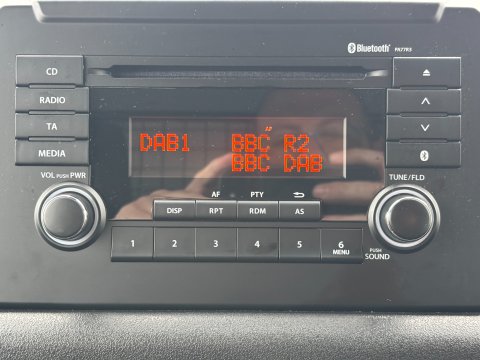 Bluetooth PA77R5
CD
RADIO
TA
MEDIA
DAB1 BBC R2
BBC DAB
VOL PUSH PWR
TUNE/FLD
AF PTY
DISP RPT RDM AS
1 2 3 4 5 6
MENU
PUSH
SOUND